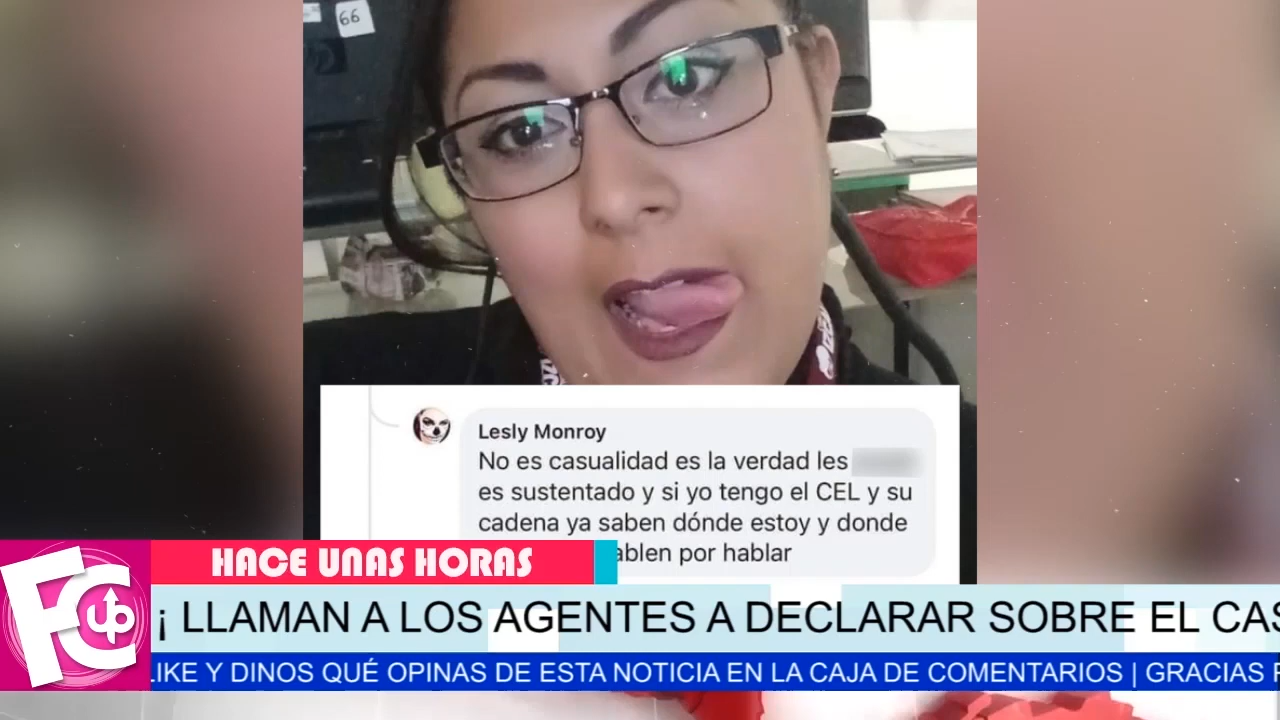 66
Lesly Monroy
No es casualidad es la verdad les
es sustentado y si yo tengo el CEL y su
cadena ya saben dónde estoy y donde
ablen por hablar
FC up
HACE UNAS HORAS
¡ LLAMAN A LOS AGENTES A DECLARAR SOBRE EL CAS
LIKE Y DINOS QUÉ OPINAS DE ESTA NOTICIA EN LA CAJA DE COMENTARIOS | GRACIAS P